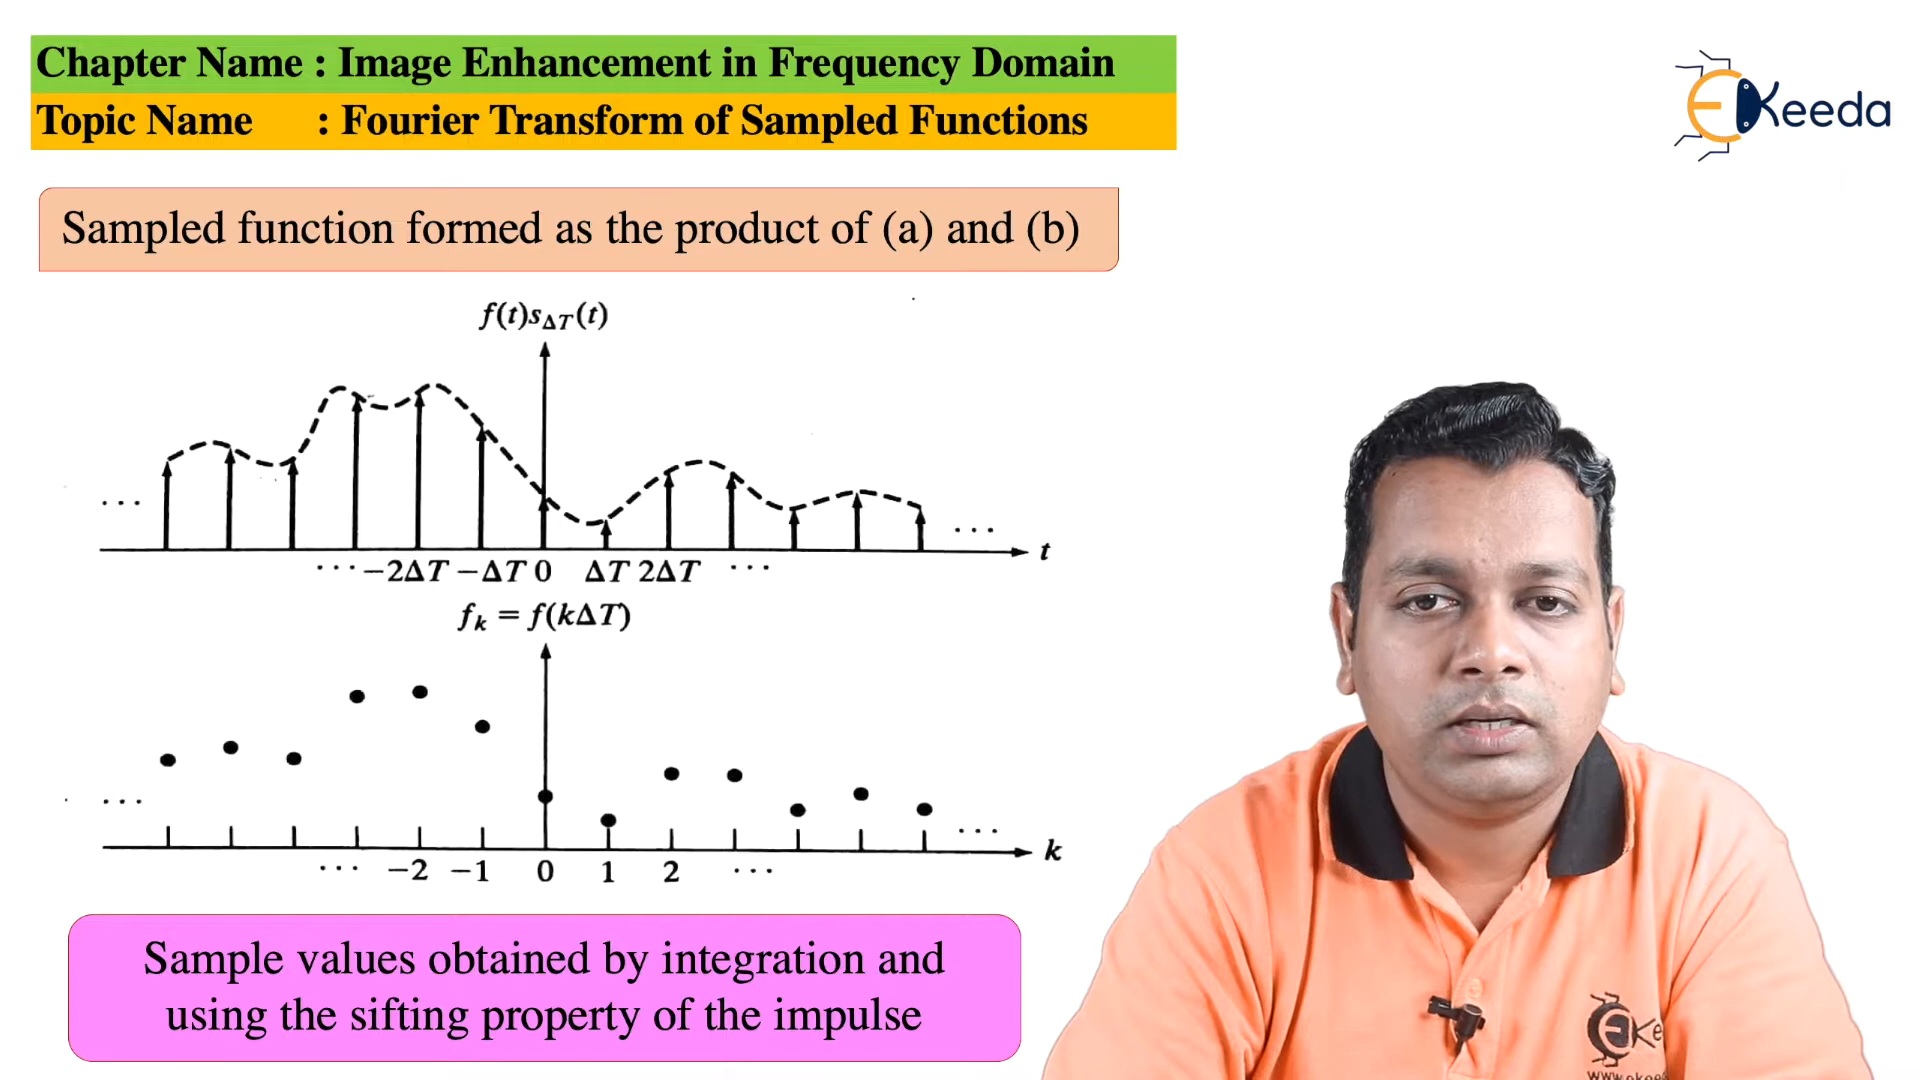 Chapter Name : Image Enhancement in Frequency Domain
Topic Name : Fourier Transform of Sampled Functions
EKeeda
Sampled function formed as the product of (a) and (b)
f(t)s_ΔT(t)
... ...
t
... −2ΔT −ΔT 0 ΔT 2ΔT ...
f_k = f(kΔT)
... ...
k
... −2 −1 0 1 2 ...
Sample values obtained by integration and
using the sifting property of the impulse